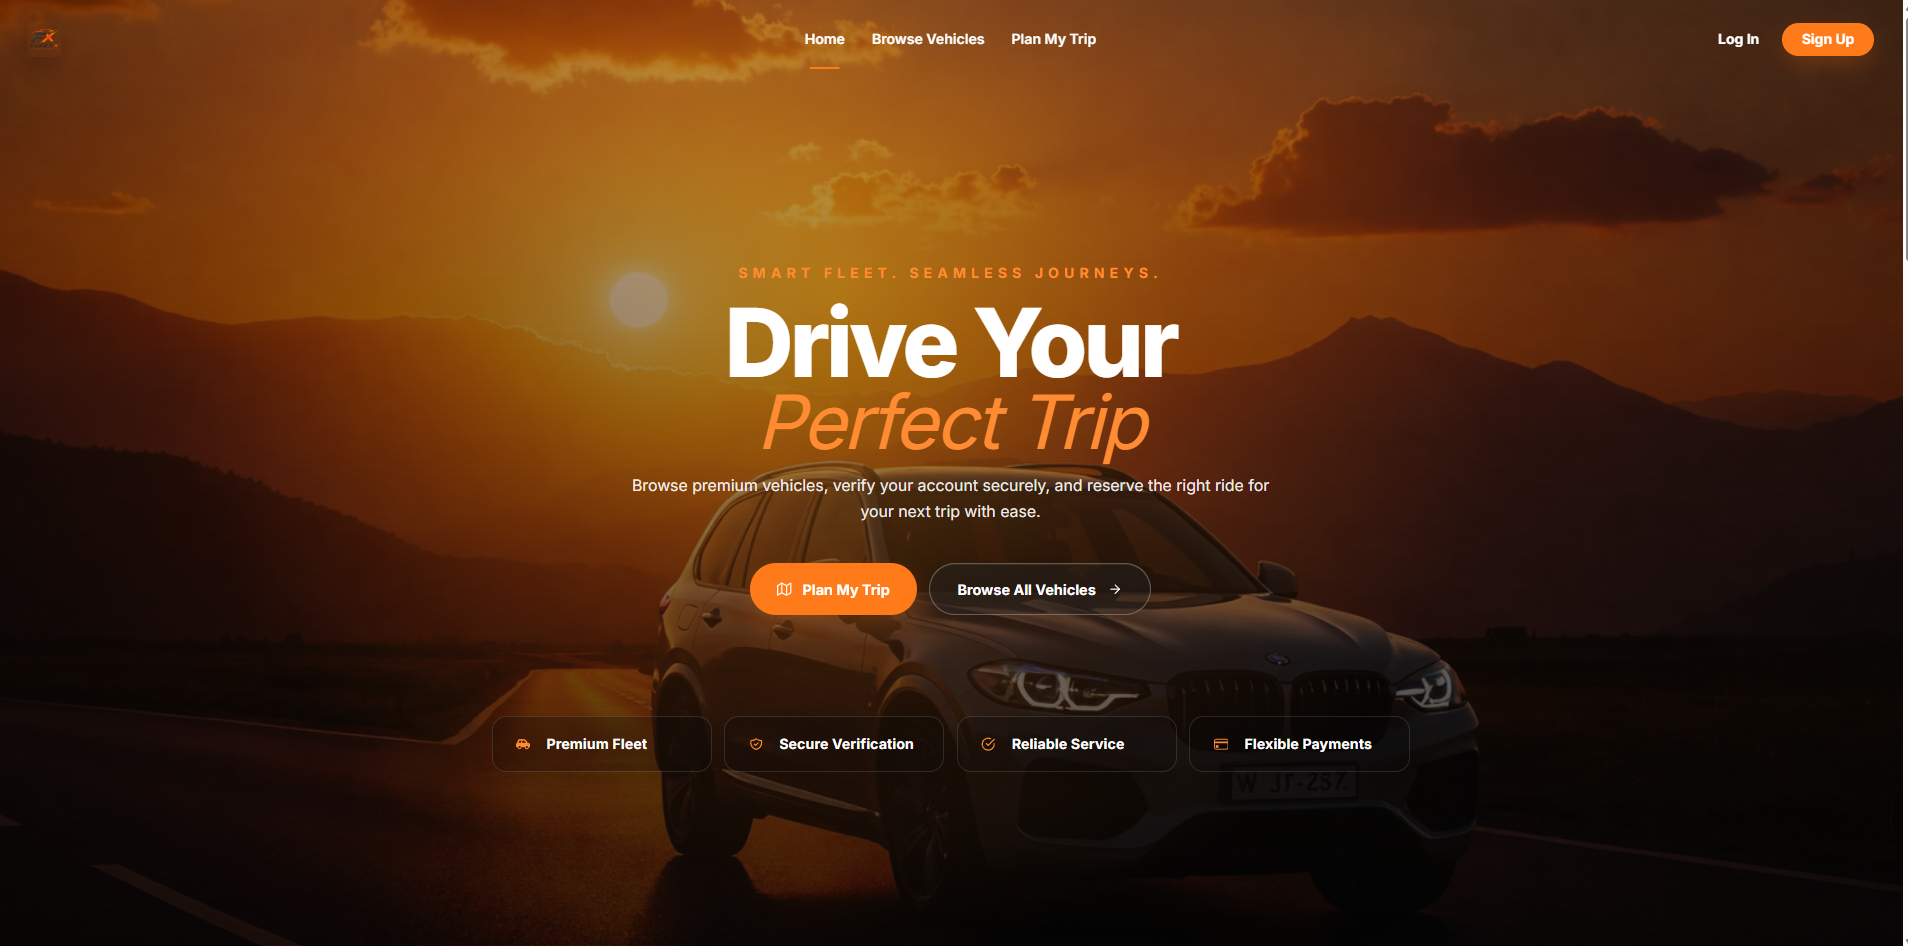 FX
Home
Browse Vehicles
Plan My Trip
Log In
Sign Up
SMART FLEET. SEAMLESS JOURNEYS.
Drive Your
Perfect Trip
Browse premium vehicles, verify your account securely, and reserve the right ride for
your next trip with ease.
Plan My Trip
Browse All Vehicles
Premium Fleet
Secure Verification
Reliable Service
Flexible Payments